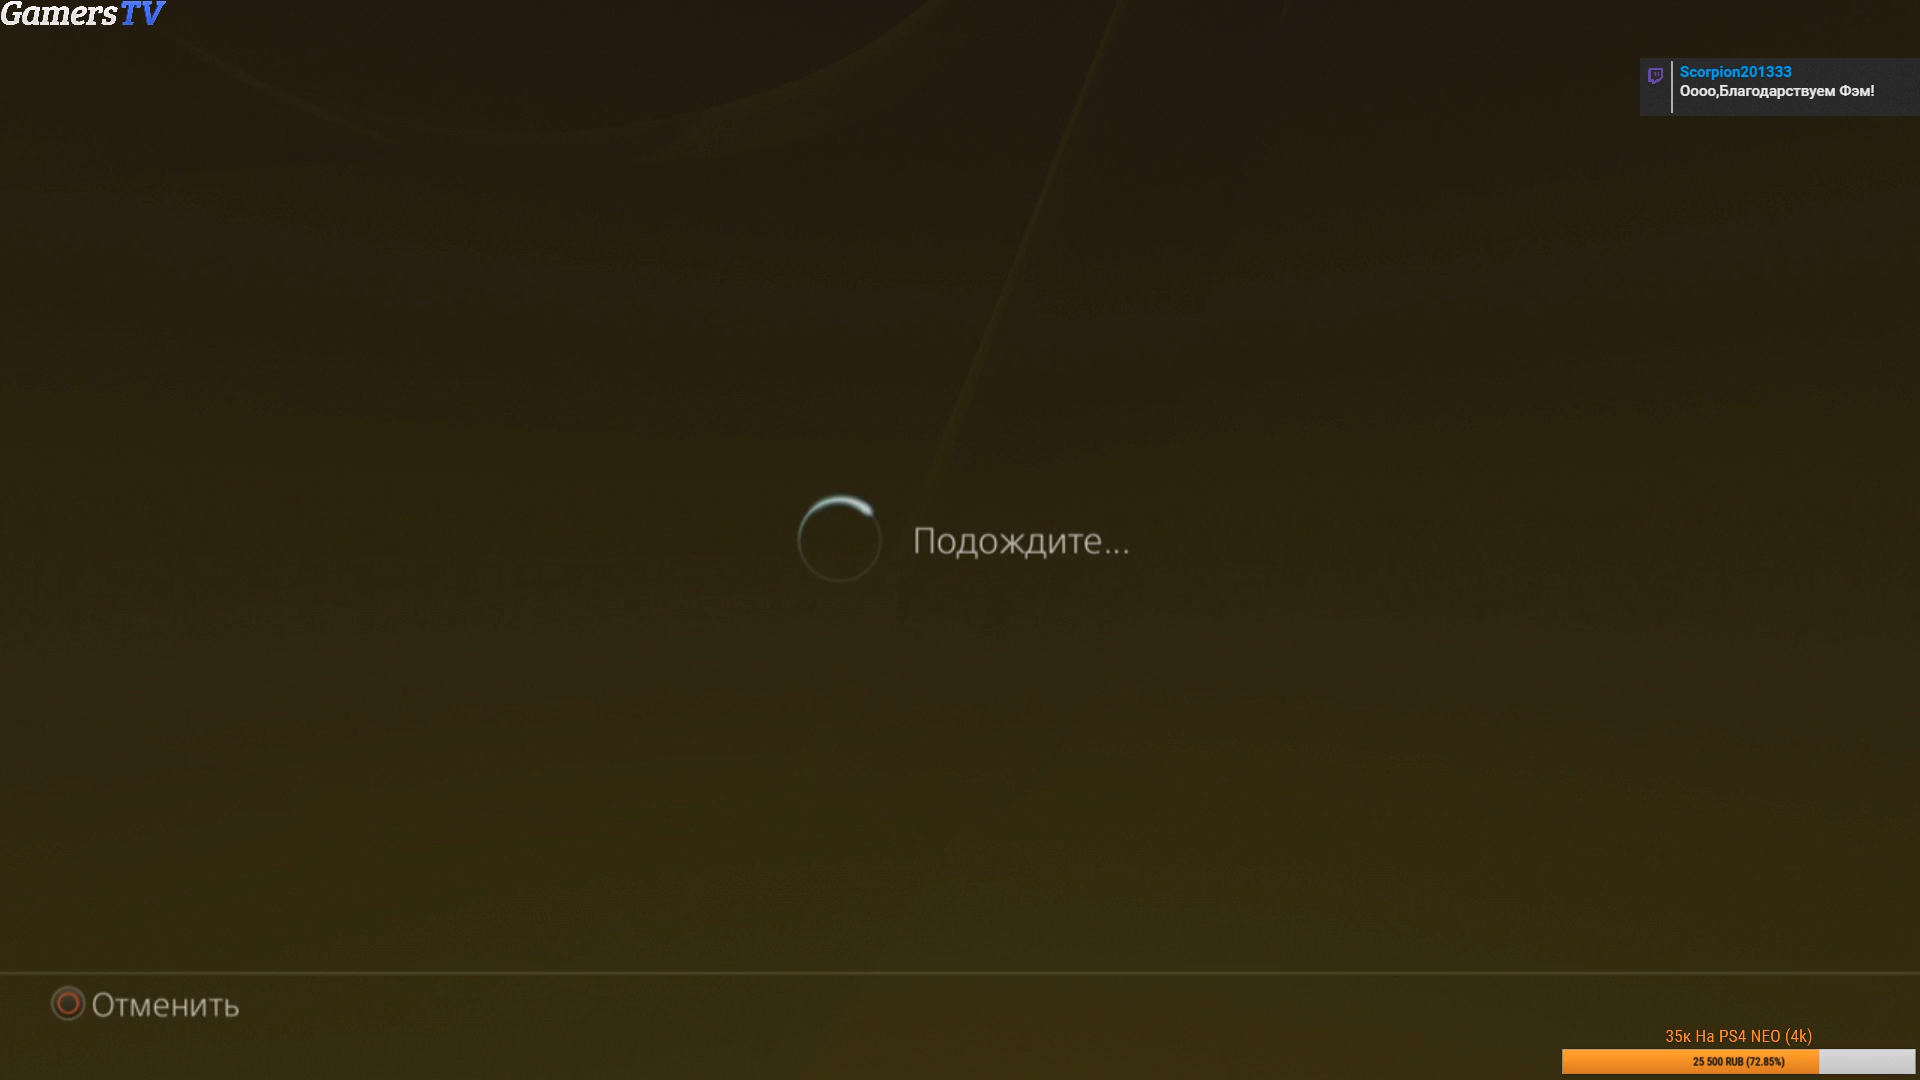 GamersTV
Scorpion201333
Оооо,Благодарствуем Фэм!
Подождите...
Отменить
35к На PS4 NEO (4k)
25 500 RUB (72.85%)